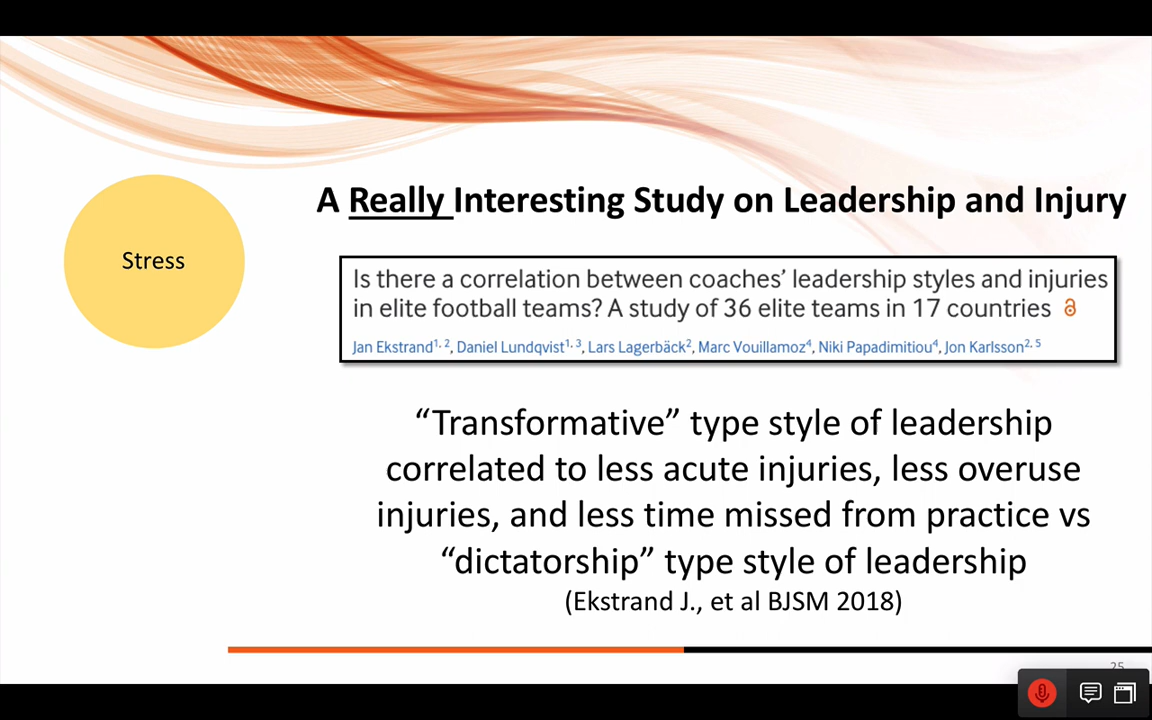 A Really Interesting Study on Leadership and Injury
Stress
Is there a correlation between coaches’ leadership styles and injuries
in elite football teams? A study of 36 elite teams in 17 countries
Jan Ekstrand1, 2, Daniel Lundqvist1, 3, Lars Lagerbäck2, Marc Vouillamoz4, Niki Papadimitiou4, Jon Karlsson2, 5
“Transformative” type style of leadership
correlated to less acute injuries, less overuse
injuries, and less time missed from practice vs
“dictatorship” type style of leadership
(Ekstrand J., et al BJSM 2018)
25